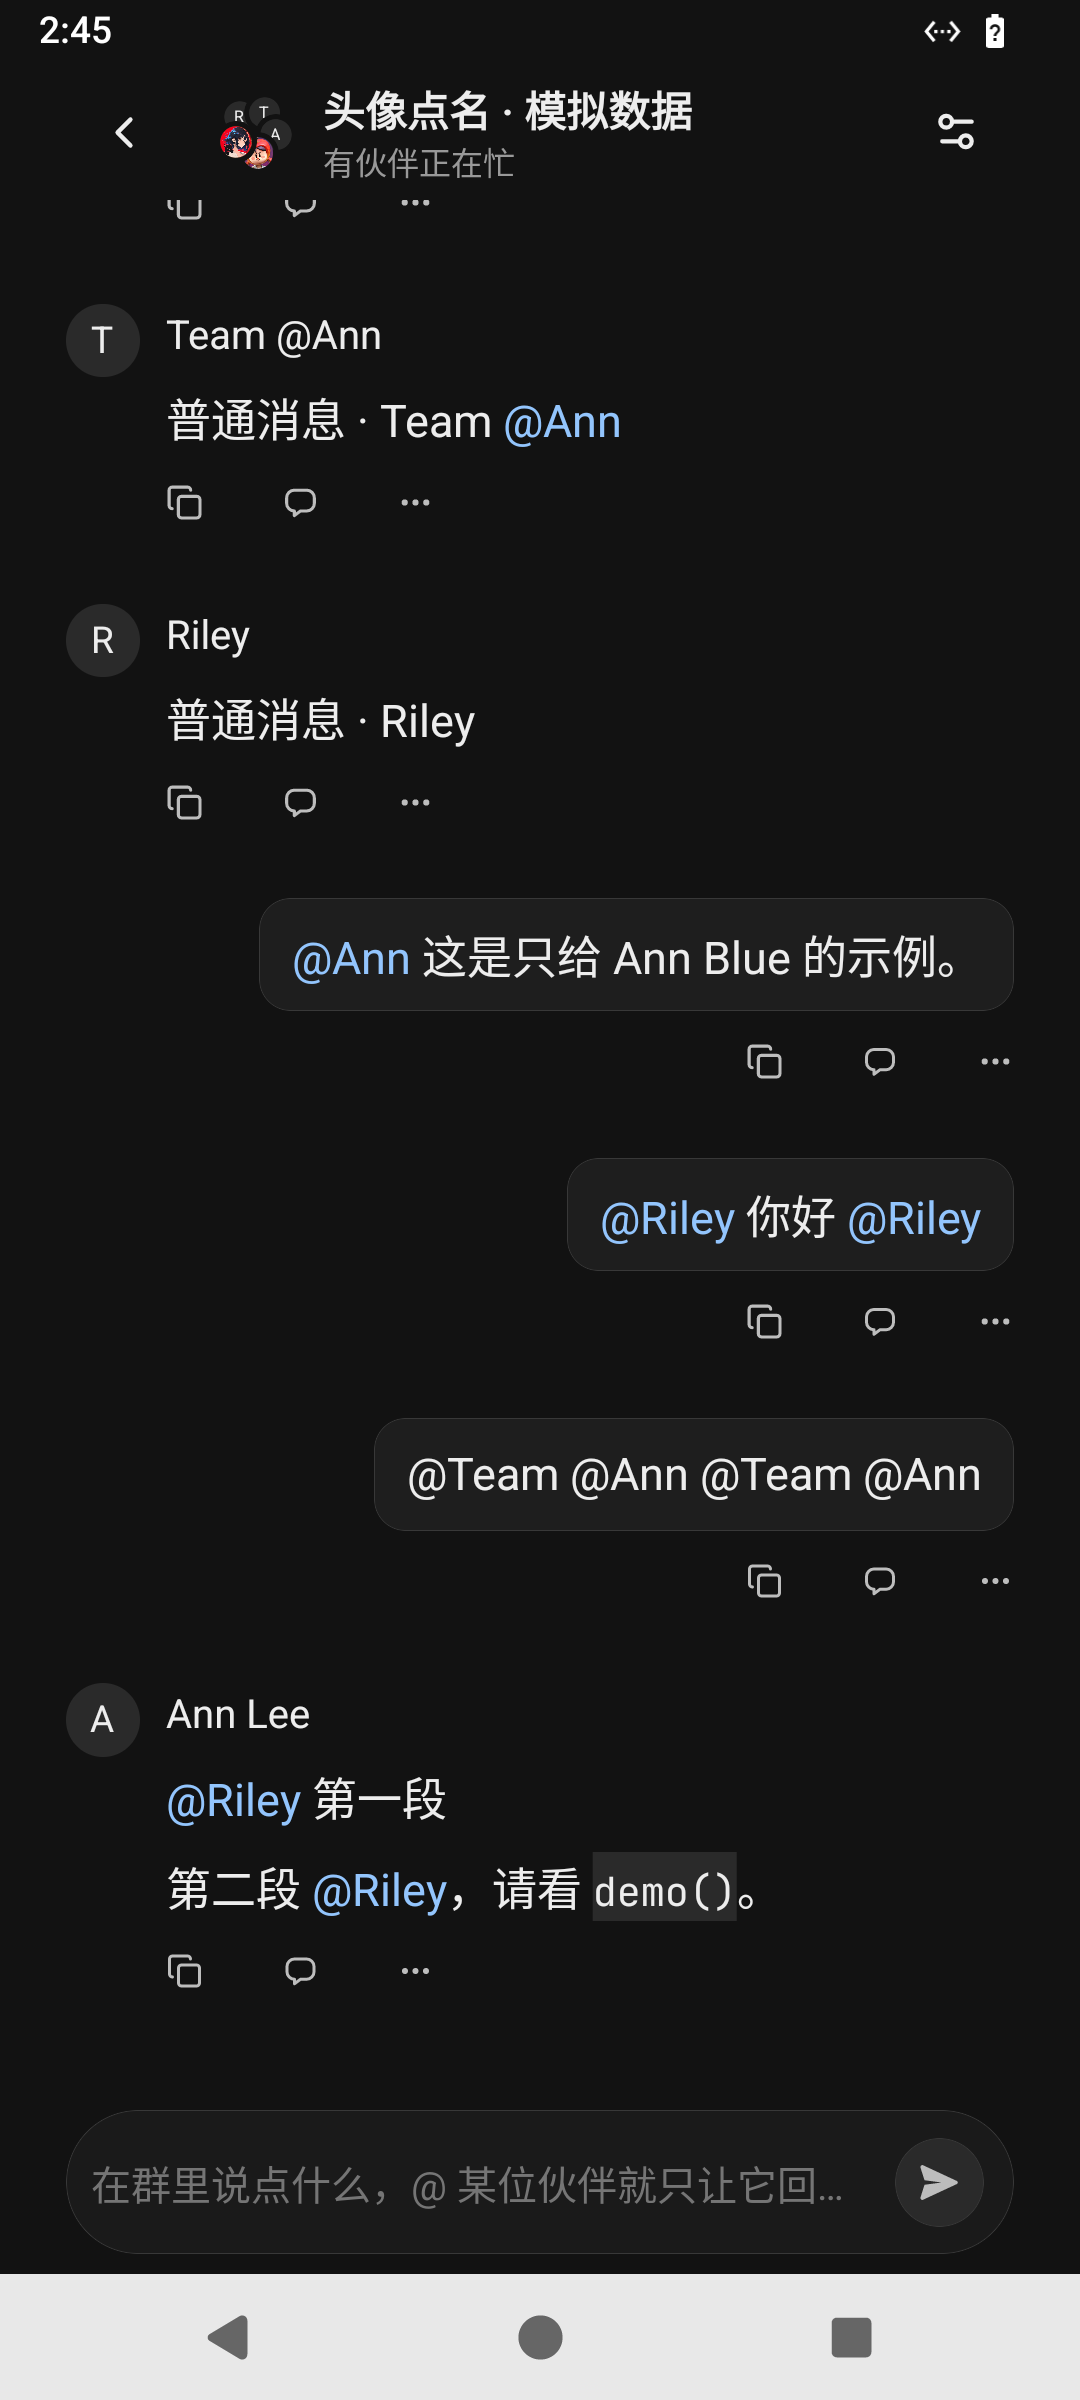 2:45
R T A
头像点名 · 模拟数据
有伙伴正在忙
T
Team @Ann
普通消息 · Team @Ann
R
Riley
普通消息 · Riley
@Ann 这是只给 Ann Blue 的示例。
@Riley 你好 @Riley
@Team @Ann @Team @Ann
A
Ann Lee
@Riley 第一段
第二段 @Riley，请看 demo()。
在群里说点什么，@ 某位伙伴就只让它回...